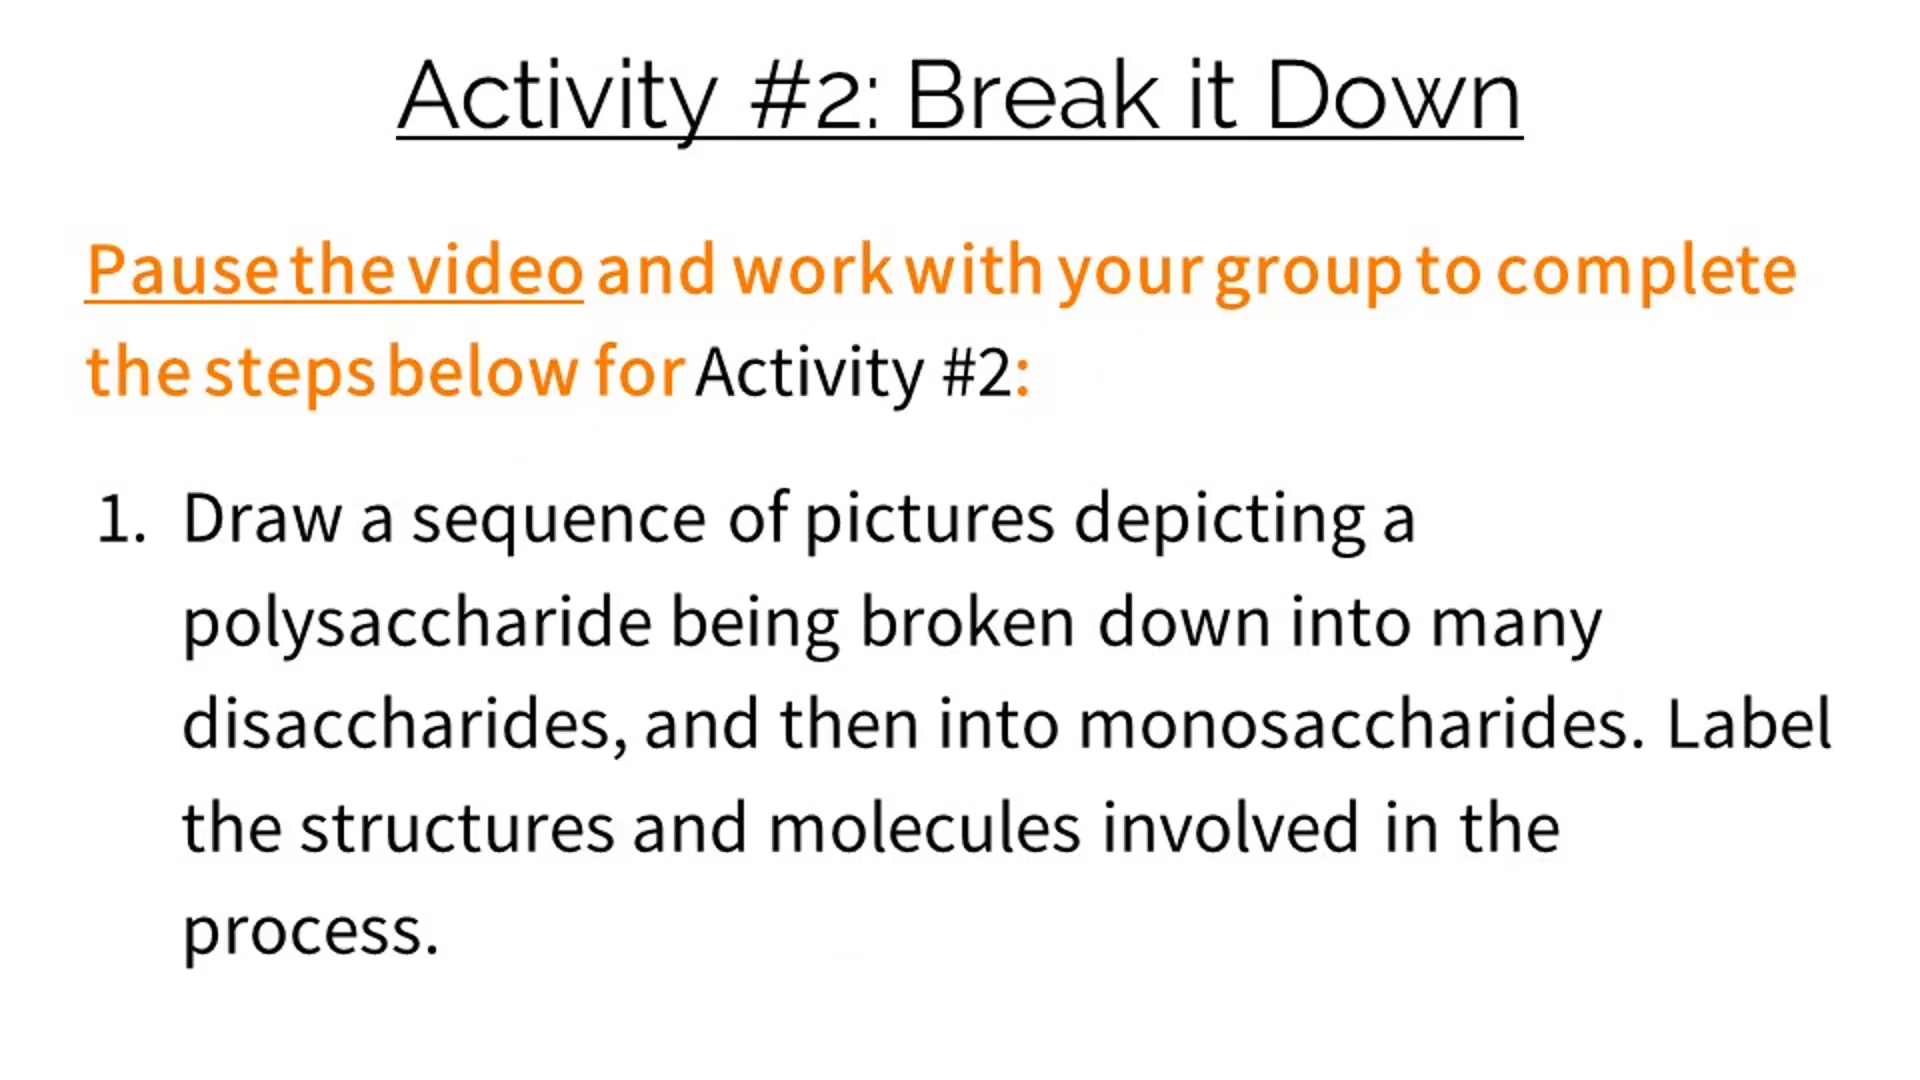 Activity #2: Break it Down
Pause the video and work with your group to complete
the steps below for Activity #2:
1. Draw a sequence of pictures depicting a
polysaccharide being broken down into many
disaccharides, and then into monosaccharides. Label
the structures and molecules involved in the
process.